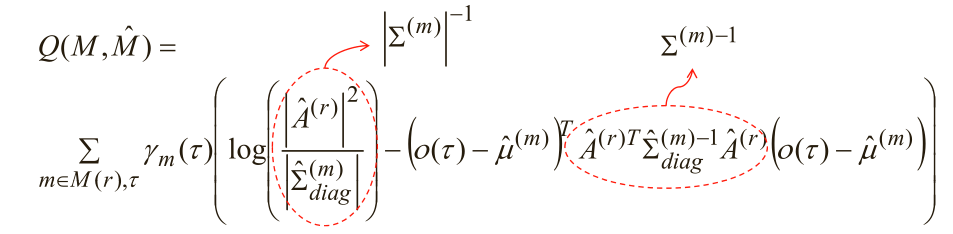 Q(M, M̂) = |Σ^(m)|^−1 Σ^(m)−1
∑_{m∈M(r),τ} γ_m(τ) ( log( |Â^(r)|^2 / |Σ̂_diag^(m)| ) − (o(τ) − μ̂^(m))^T Â^(r)T Σ̂_diag^(m)−1 Â^(r) (o(τ) − μ̂^(m)) )